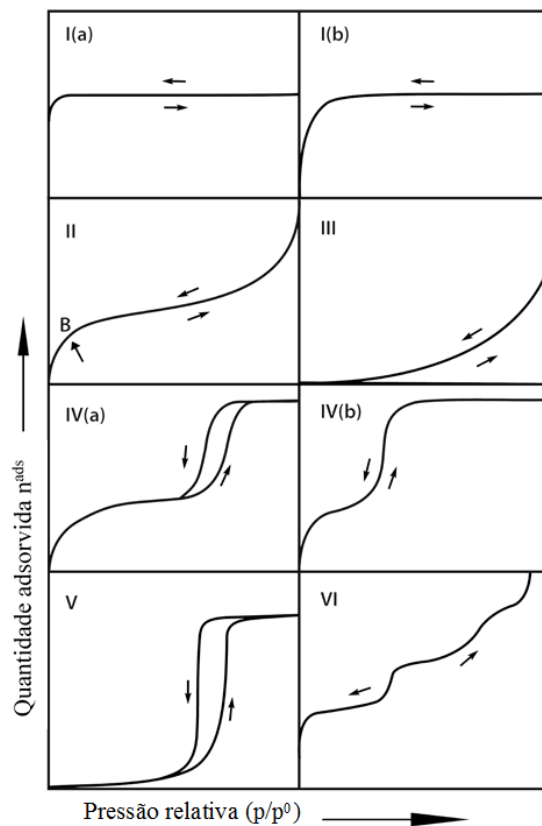 I(a)
I(b)
II
III
B
IV(a)
IV(b)
V
VI
Quantidade adsorvida n^ads
Pressão relativa (p/p⁰)